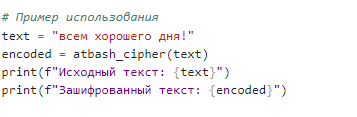 # Пример использования
text = "всем хорошего дня!"
encoded = atbash_cipher(text)
print(f"Исходный текст: {text}")
print(f"Зашифрованный текст: {encoded}")